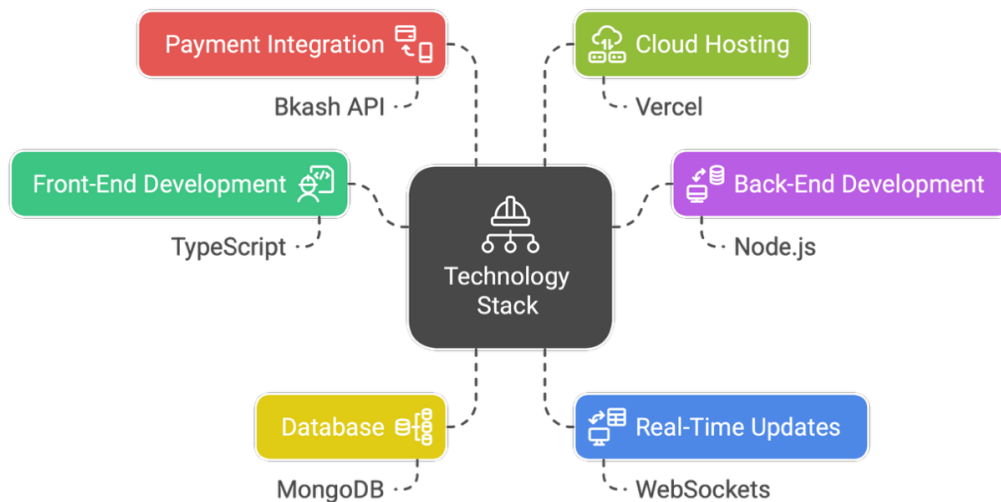 Payment Integration
Bkash API
Cloud Hosting
Vercel
Front-End Development
TypeScript
Back-End Development
Node.js
Technology
Stack
Database
MongoDB
Real-Time Updates
WebSockets